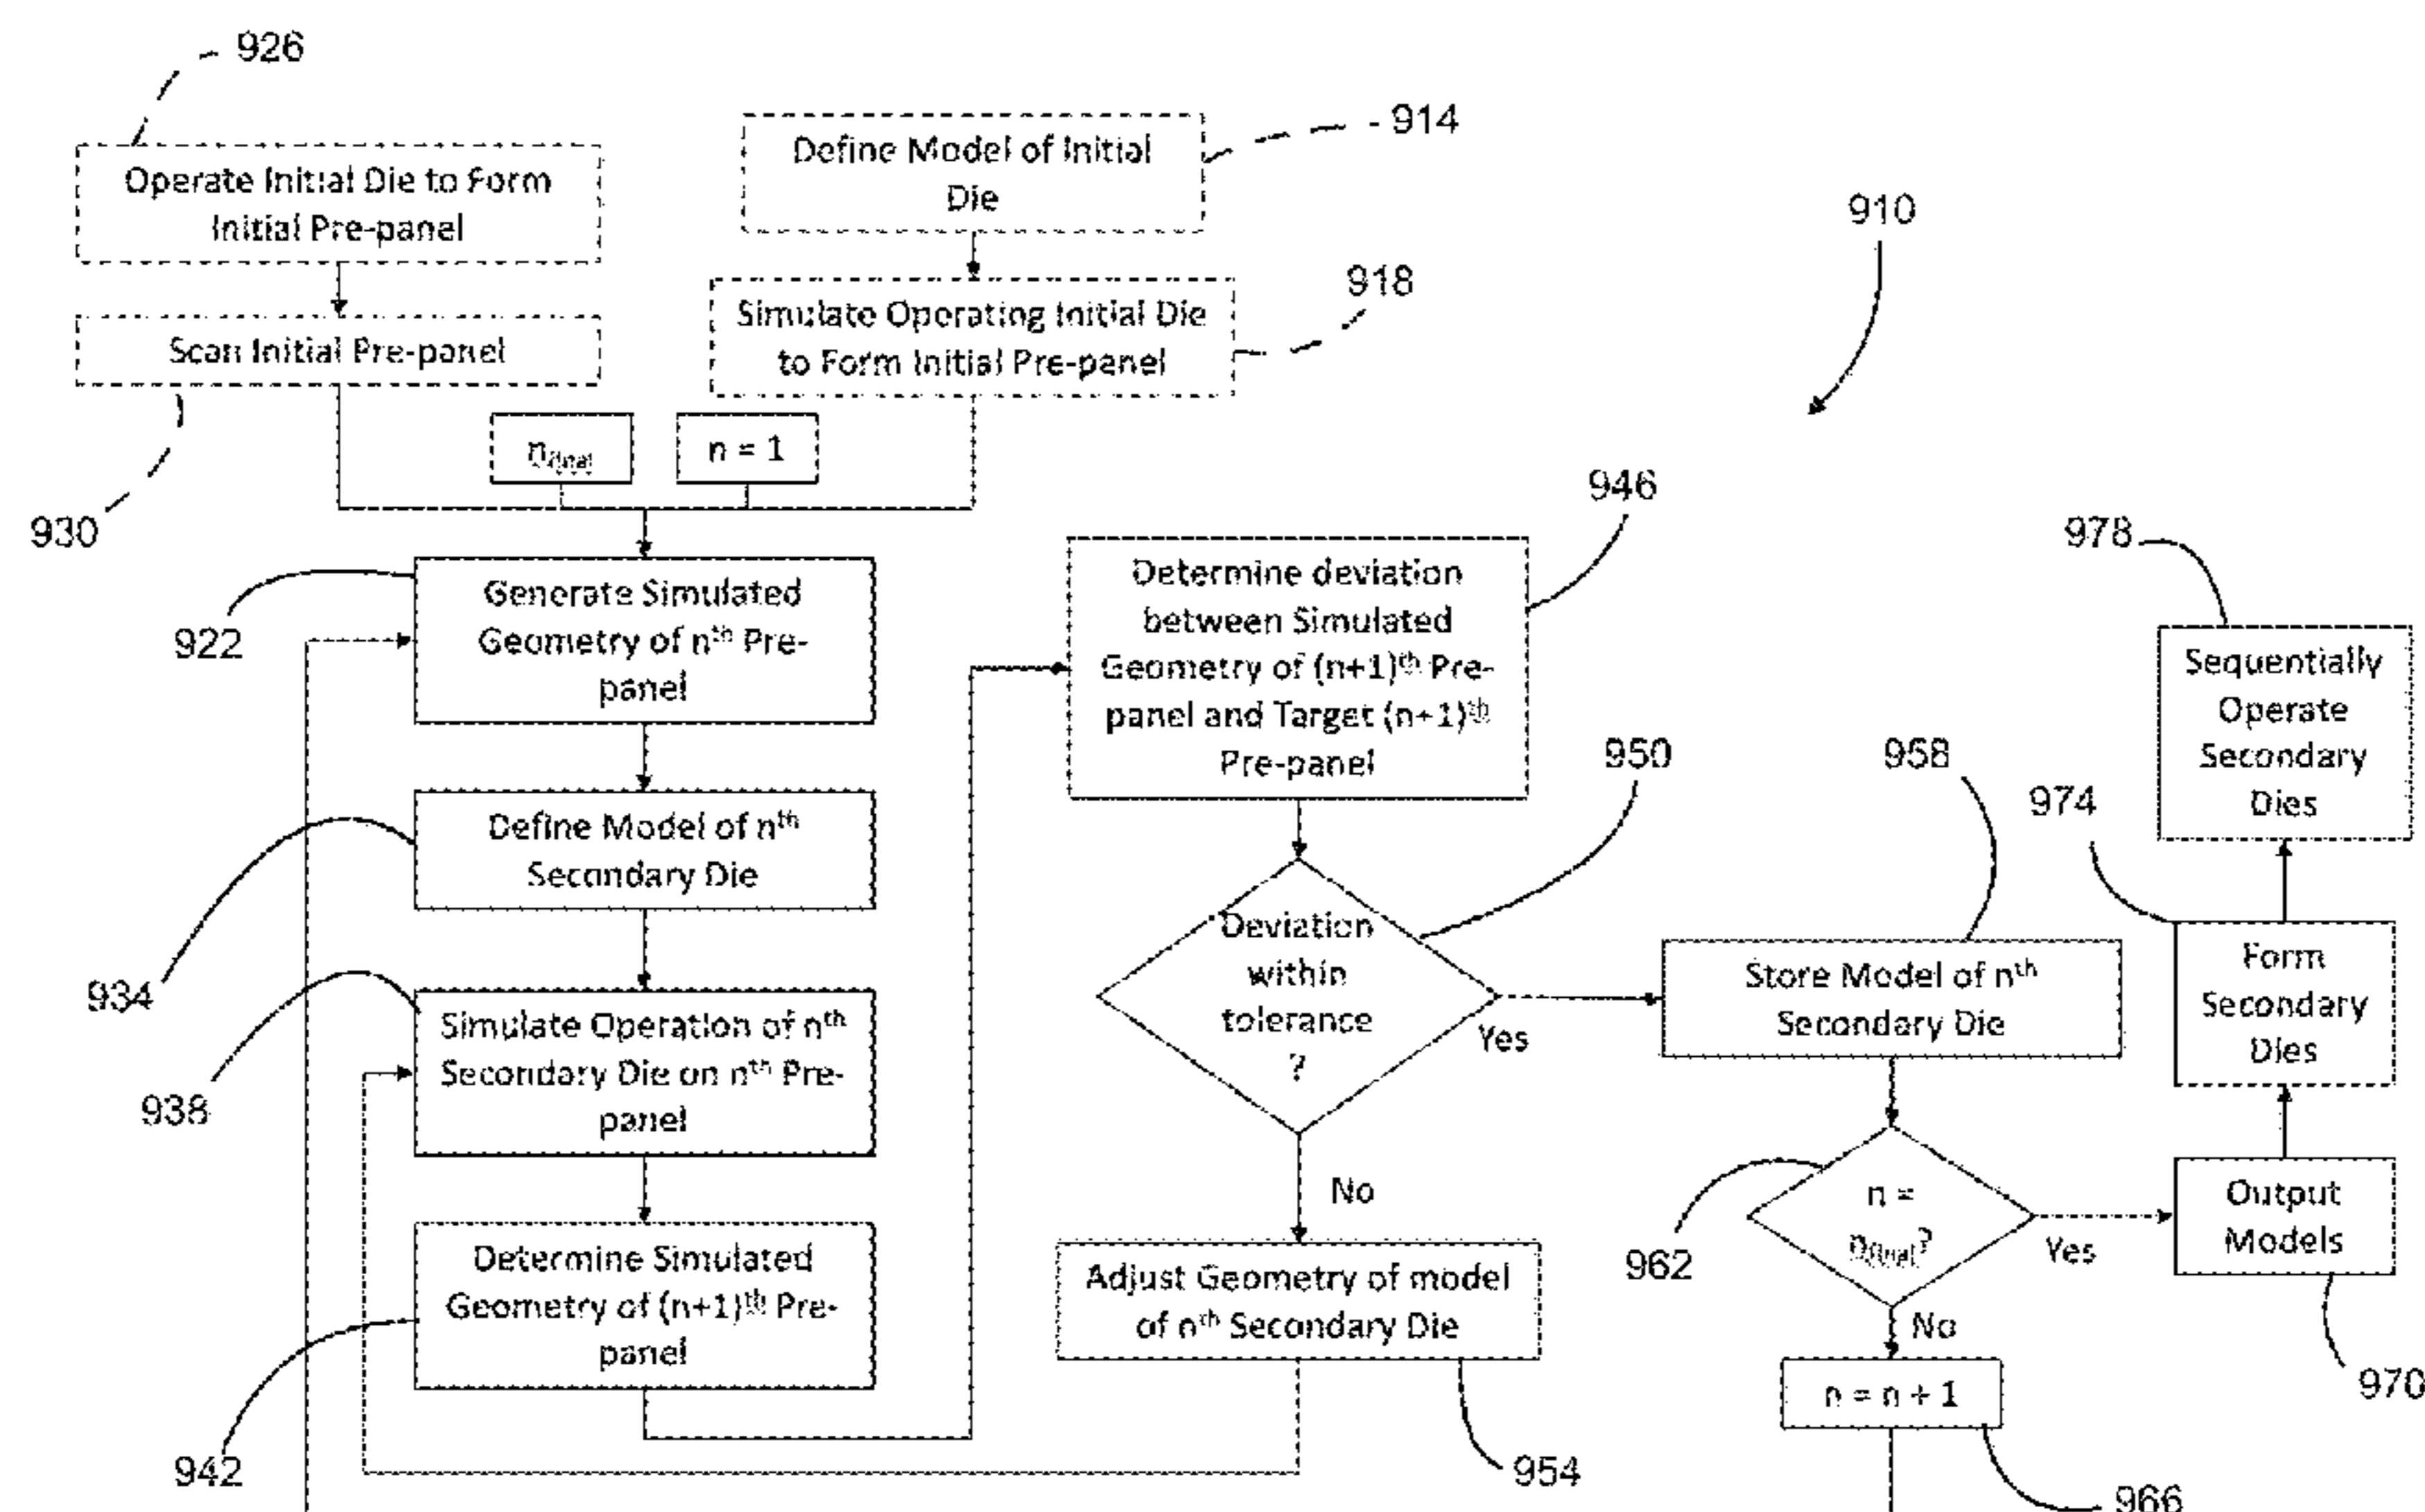 926
Operate Initial Die to Form
Initial Pre-panel
Scan Initial Pre-panel
930
914
Define Model of Initial
Die
918
Simulate Operating Initial Die
to Form Initial Pre-panel
910
n_final
n = 1
922
Generate Simulated
Geometry of nth Pre-
panel
934
Define Model of nth
Secondary Die
938
Simulate Operation of nth
Secondary Die on nth Pre-
panel
942
Determine Simulated
Geometry of (n+1)th Pre-
panel
946
Determine deviation
between Simulated
Geometry of (n+1)th Pre-
panel and Target (n+1)th
Pre-panel
950
Deviation
within
tolerance
?
Yes
No
Adjust Geometry of model
of nth Secondary Die
954
958
Store Model of nth
Secondary Die
962
n =
n_final?
Yes
No
n = n + 1
966
Output
Models
970
974
Form
Secondary
Dies
978
Sequentially
Operate
Secondary
Dies